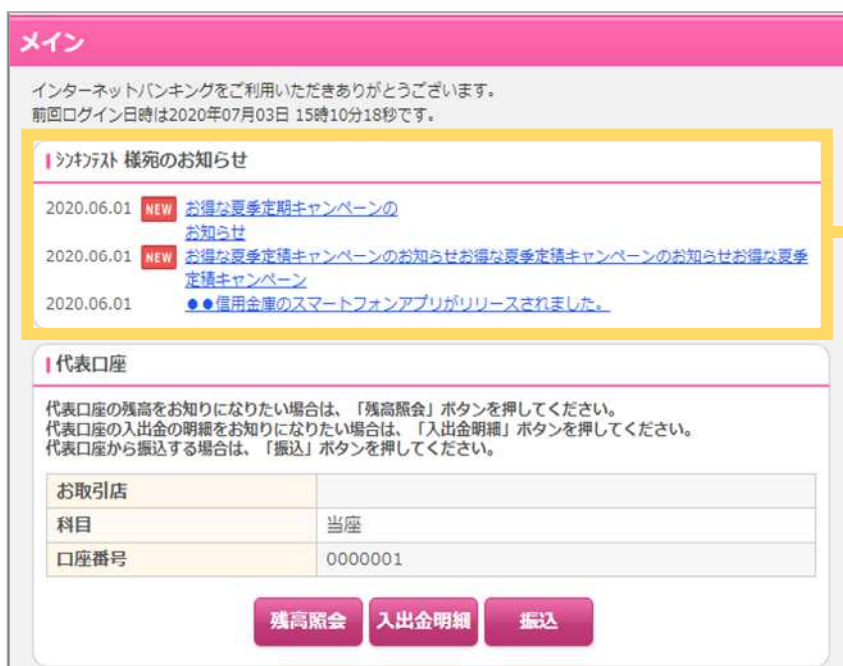 メイン
インターネットバンキングをご利用いただきありがとうございます。
前回ログイン日時は2020年07月03日 15時10分18秒です。
ｼﾝｷﾝﾃｽﾄ 様宛のお知らせ
2020.06.01 NEW お得な夏季定期キャンペーンの
お知らせ
2020.06.01 NEW お得な夏季定積キャンペーンのお知らせお得な夏季定積キャンペーンのお知らせお得な夏季
定積キャンペーン
2020.06.01 ●●信用金庫のスマートフォンアプリがリリースされました。
代表口座
代表口座の残高をお知りになりたい場合は、「残高照会」ボタンを押してください。
代表口座の入出金の明細をお知りになりたい場合は、「入出金明細」ボタンを押してください。
代表口座から振込する場合は、「振込」ボタンを押してください。
お取引店
科目 当座
口座番号 0000001
残高照会 入出金明細 振込